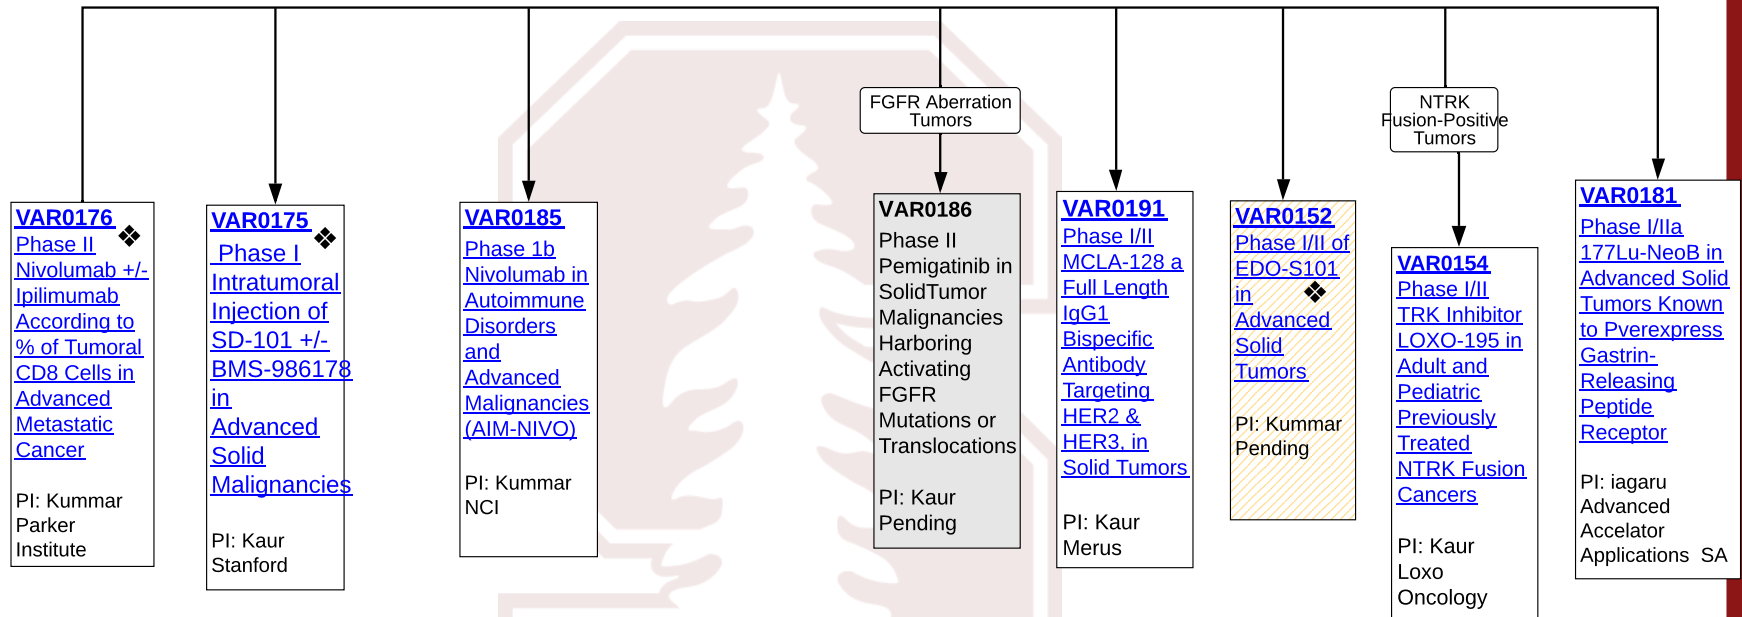 FGFR Aberration
Tumors
NTRK
Fusion-Positive
Tumors
VAR0176
Phase II
Nivolumab +/-
Ipilimumab
According to
% of Tumoral
CD8 Cells in
Advanced
Metastatic
Cancer
PI: Kummar
Parker
Institute
VAR0175
Phase I
Intratumoral
Injection of
SD-101 +/-
BMS-986178
in
Advanced
Solid
Malignancies
PI: Kaur
Stanford
VAR0185
Phase 1b
Nivolumab in
Autoimmune
Disorders
and
Advanced
Malignancies
(AIM-NIVO)
PI: Kummar
NCI
VAR0186
Phase II
Pemigatinib in
SolidTumor
Malignancies
Harboring
Activating
FGFR
Mutations or
Translocations
PI: Kaur
Pending
VAR0191
Phase I/II
MCLA-128 a
Full Length
IgG1
Bispecific
Antibody
Targeting
HER2 &
HER3, in
Solid Tumors
PI: Kaur
Merus
VAR0152
Phase I/II of
EDO-S101
in
Advanced
Solid
Tumors
PI: Kummar
Pending
VAR0154
Phase I/II
TRK Inhibitor
LOXO-195 in
Adult and
Pediatric
Previously
Treated
NTRK Fusion
Cancers
PI: Kaur
Loxo
Oncology
VAR0181
Phase I/IIa
177Lu-NeoB in
Advanced Solid
Tumors Known
to Pverexpress
Gastrin-
Releasing
Peptide
Receptor
PI: iagaru
Advanced
Accelator
Applications SA